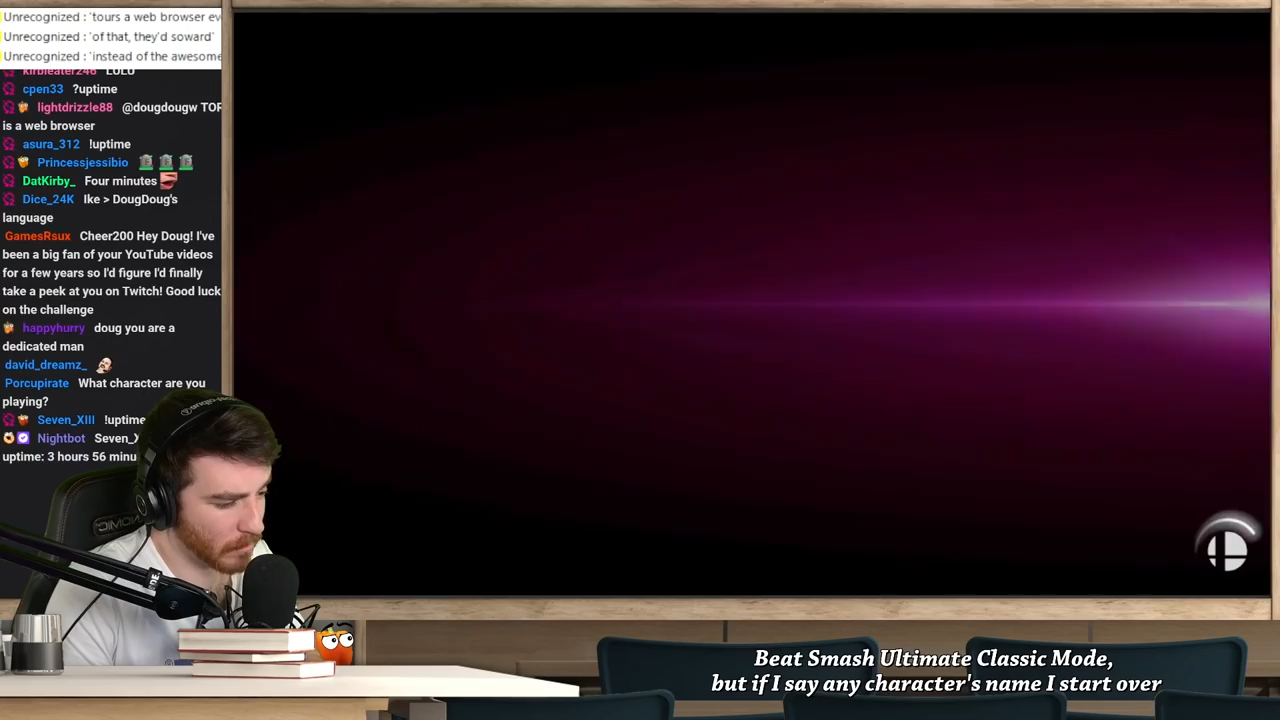 Unrecognized : 'tours a web browser ev
Unrecognized : 'of that, they'd soward'
Unrecognized : 'instead of the awesome
kirbleater246 LULU
cpen33 ?uptime
lightdrizzle88 @dougdougw TOR
is a web browser
asura_312 !uptime
Princessjessibio
DatKirby_ Four minutes
Dice_24K Ike > DougDoug's
language
GamesRsux Cheer200 Hey Doug! I've
been a big fan of your YouTube videos
for a few years so I'd figure I'd finally
take a peek at you on Twitch! Good luck
on the challenge
happyhurry doug you are a
dedicated man
david_dreamz_
Porcupirate What character are you
playing?
Seven_XIII !uptime
Nightbot Seven_X
uptime: 3 hours 56 minu
Beat Smash Ultimate Classic Mode,
but if I say any character's name I start over